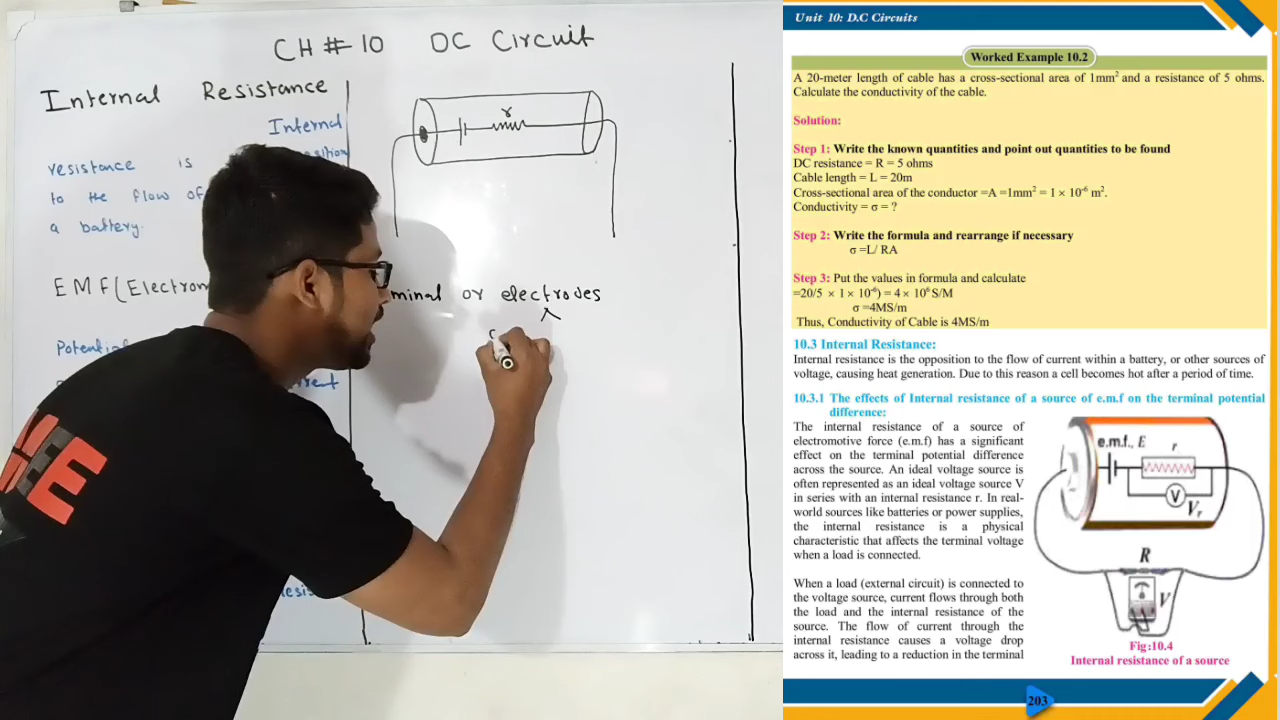 CH # 10 DC Circuit
Internal Resistance
Internal
resistance is
to the flow of
a battery.
EMF (Electrom
Potential
r
minal or electrodes
ME
Unit 10: D.C Circuits
Worked Example 10.2
A 20-meter length of cable has a cross-sectional area of 1mm² and a resistance of 5 ohms.
Calculate the conductivity of the cable.
Solution:
Step 1: Write the known quantities and point out quantities to be found
DC resistance = R = 5 ohms
Cable length = L = 20m
Cross-sectional area of the conductor =A =1mm² = 1 × 10⁻⁶ m².
Conductivity = σ = ?
Step 2: Write the formula and rearrange if necessary
σ =L/ RA
Step 3: Put the values in formula and calculate
=20/5 × 1 × 10⁻⁶) = 4 × 10⁶ S/M
σ =4MS/m
Thus, Conductivity of Cable is 4MS/m
10.3 Internal Resistance:
Internal resistance is the opposition to the flow of current within a battery, or other sources of
voltage, causing heat generation. Due to this reason a cell becomes hot after a period of time.
10.3.1 The effects of Internal resistance of a source of e.m.f on the terminal potential
difference:
The internal resistance of a source of
electromotive force (e.m.f) has a significant
effect on the terminal potential difference
across the source. An ideal voltage source is
often represented as an ideal voltage source V
in series with an internal resistance r. In real-
world sources like batteries or power supplies,
the internal resistance is a physical
characteristic that affects the terminal voltage
when a load is connected.
When a load (external circuit) is connected to
the voltage source, current flows through both
the load and the internal resistance of the
source. The flow of current through the
internal resistance causes a voltage drop
across it, leading to a reduction in the terminal
e.m.f., E r
V
Vr
R
V
Fig:10.4
Internal resistance of a source
203